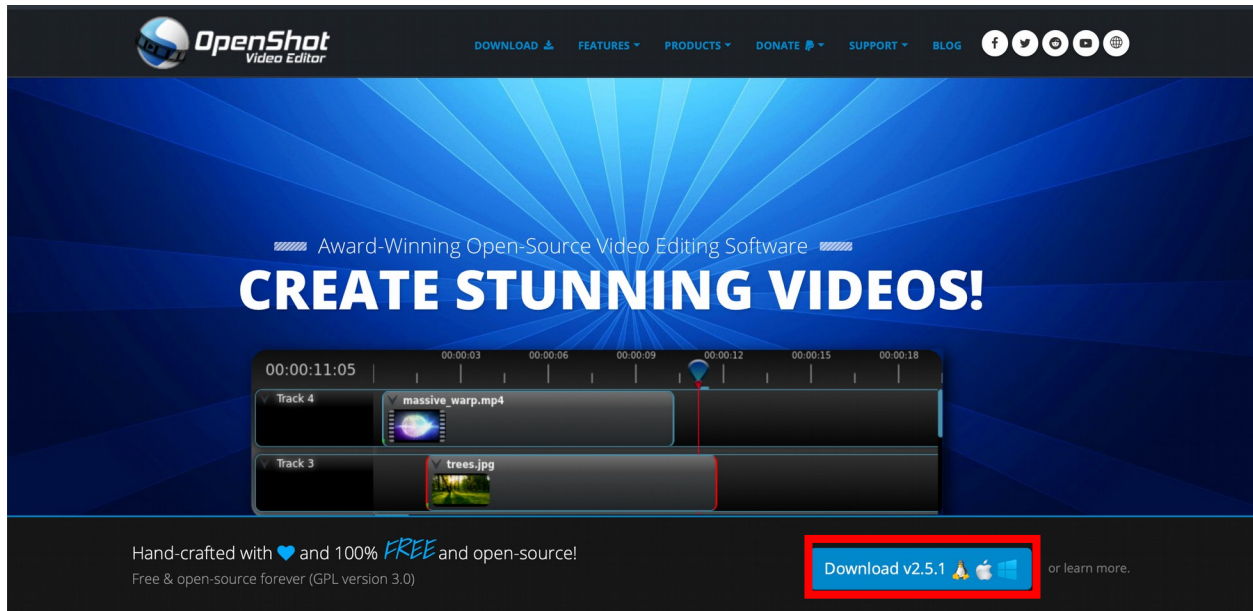 OpenShot
Video Editor
DOWNLOAD FEATURES PRODUCTS DONATE SUPPORT BLOG
Award-Winning Open-Source Video Editing Software
CREATE STUNNING VIDEOS!
00:00:11:05
00:00:03 00:00:06 00:00:09 00:00:12 00:00:15 00:00:18
Track 4
massive_warp.mp4
Track 3
trees.jpg
Hand-crafted with and 100% FREE and open-source!
Free & open-source forever (GPL version 3.0)
Download v2.5.1
or learn more.